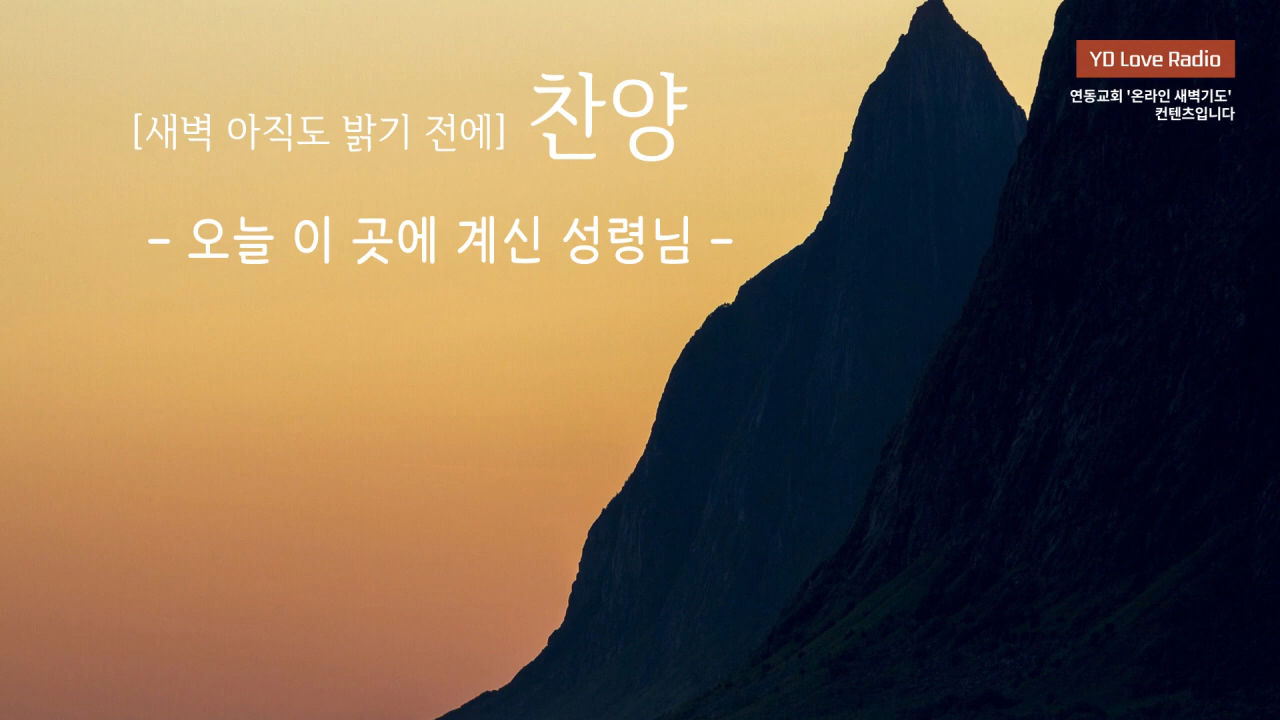 [새벽 아직도 밝기 전에] 찬양
- 오늘 이 곳에 계신 성령님 -
YD Love Radio
연동교회 '온라인 새벽기도'
컨텐츠입니다